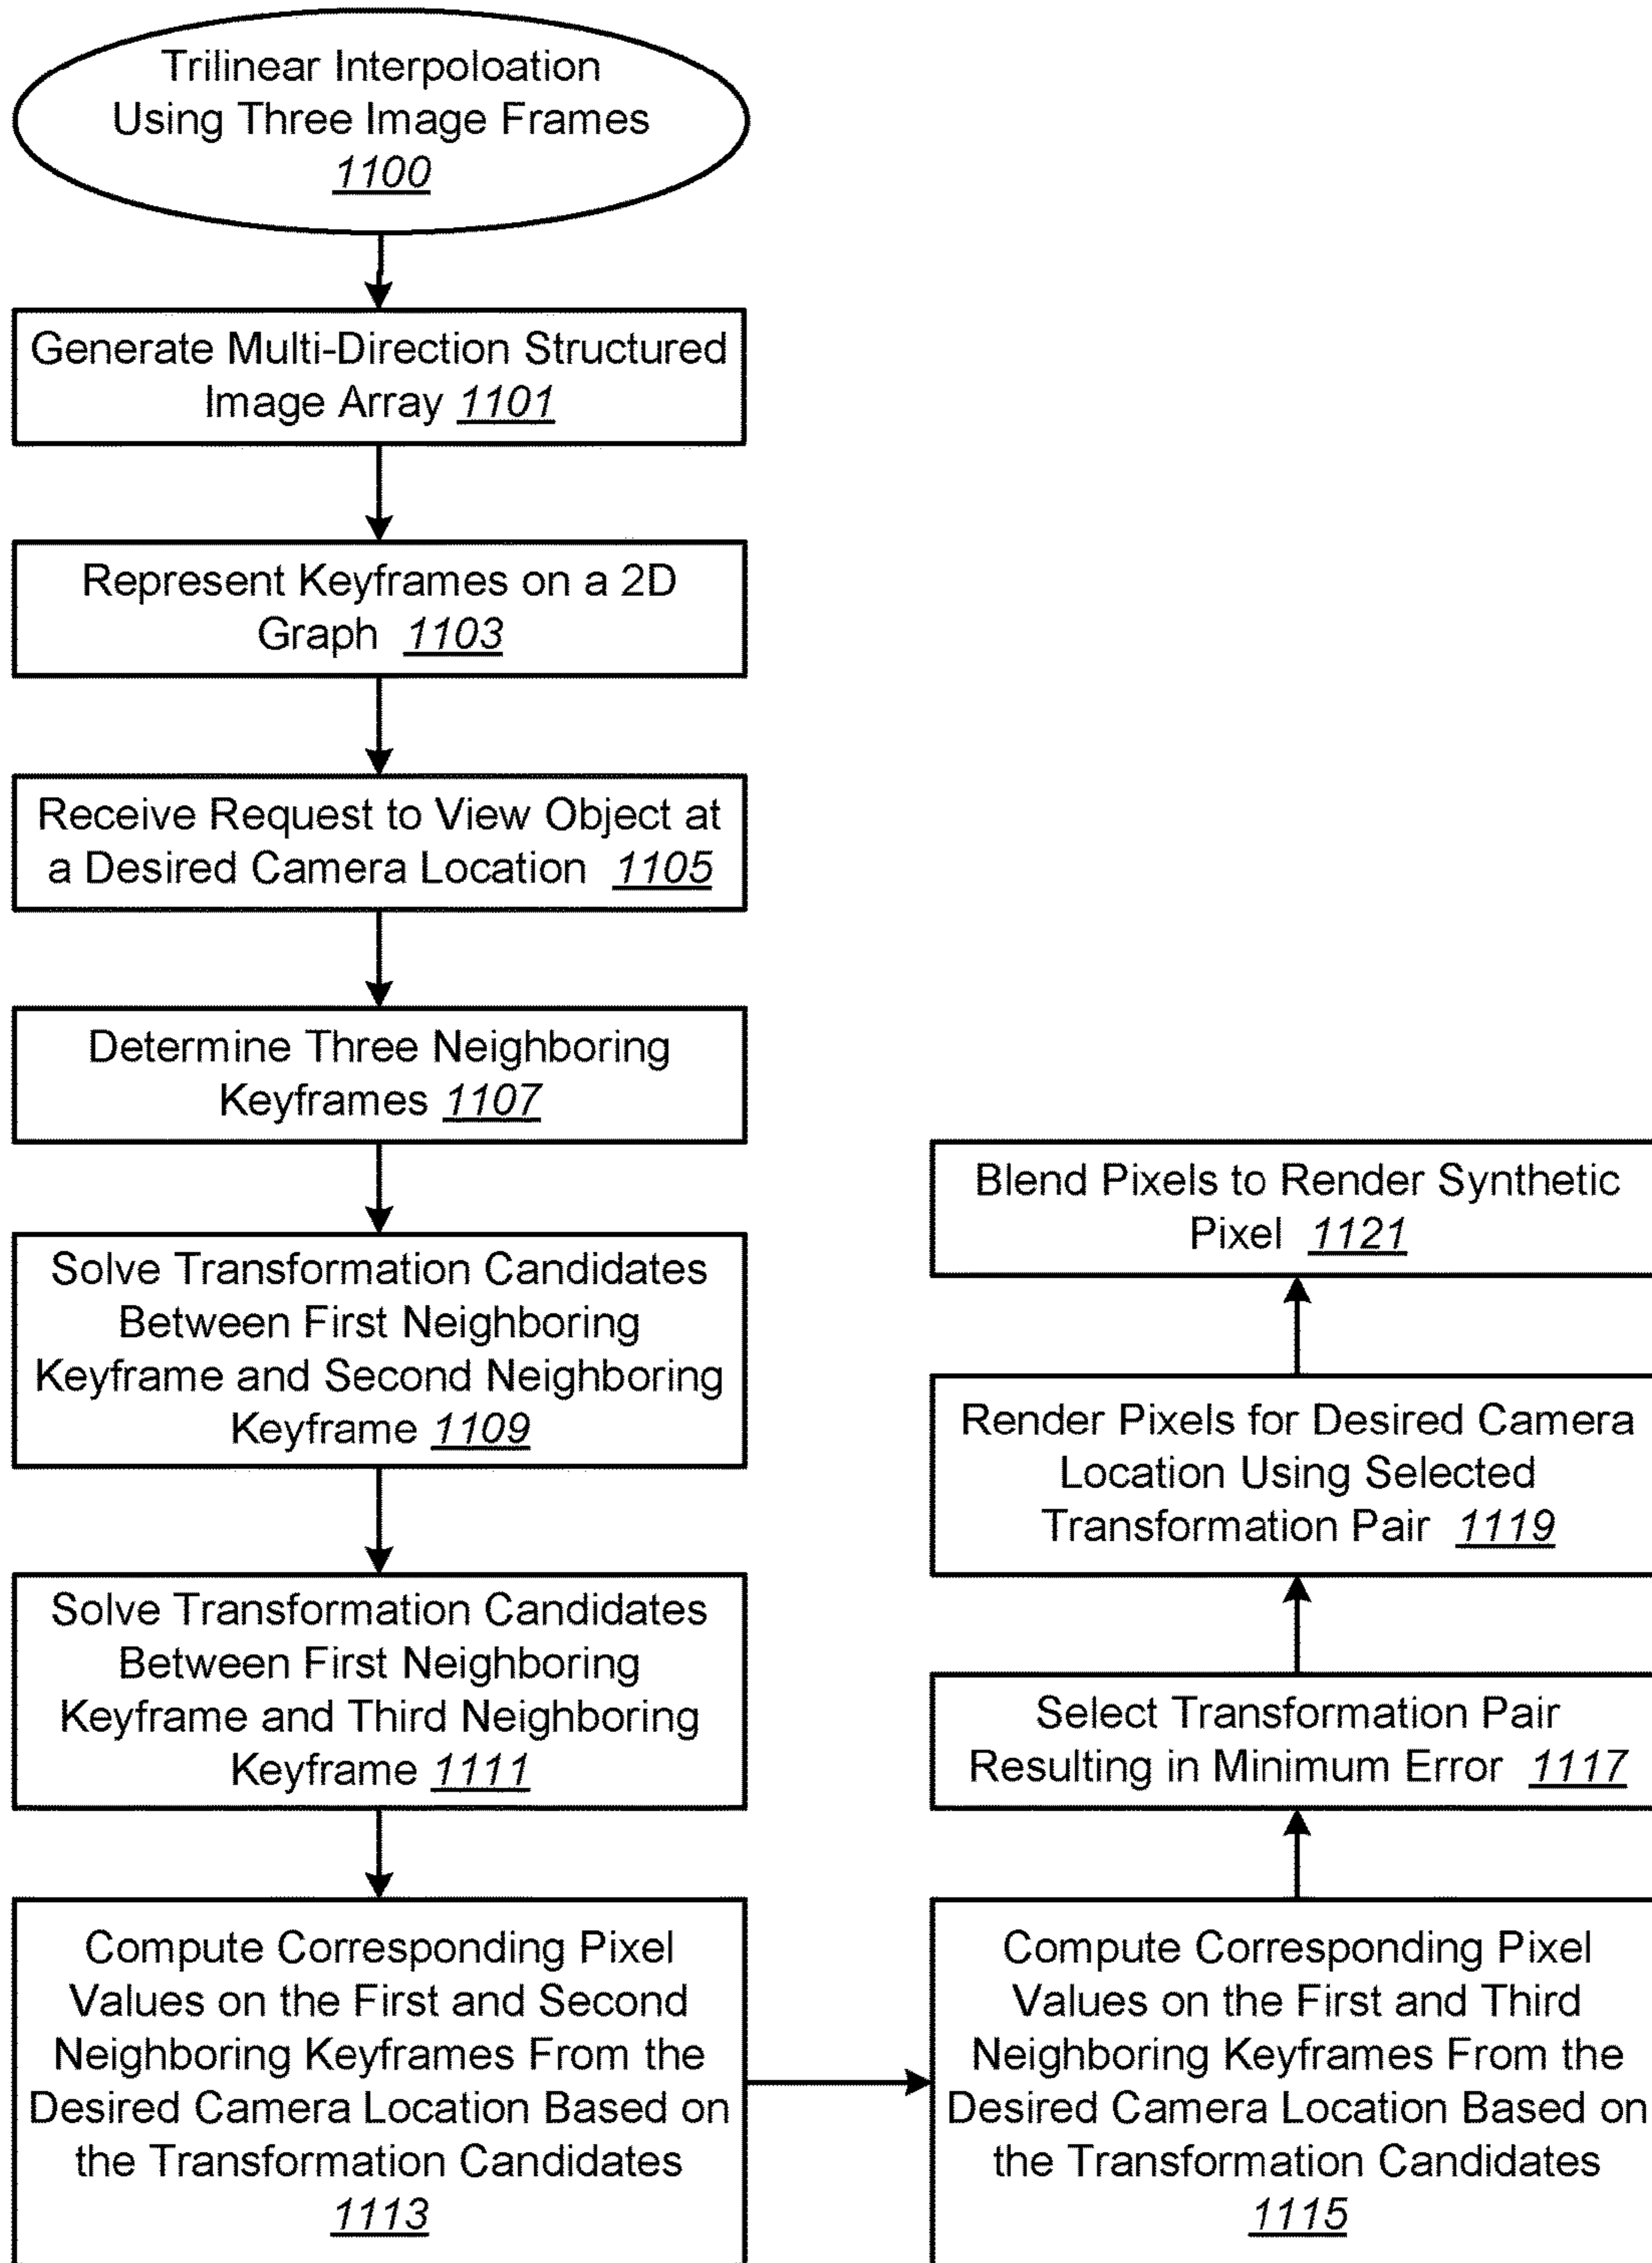 Trilinear Interpoloation
Using Three Image Frames
1100
Generate Multi-Direction Structured
Image Array 1101
Represent Keyframes on a 2D
Graph 1103
Receive Request to View Object at
a Desired Camera Location 1105
Determine Three Neighboring
Keyframes 1107
Solve Transformation Candidates
Between First Neighboring
Keyframe and Second Neighboring
Keyframe 1109
Solve Transformation Candidates
Between First Neighboring
Keyframe and Third Neighboring
Keyframe 1111
Compute Corresponding Pixel
Values on the First and Second
Neighboring Keyframes From the
Desired Camera Location Based on
the Transformation Candidates
1113
Compute Corresponding Pixel
Values on the First and Third
Neighboring Keyframes From the
Desired Camera Location Based on
the Transformation Candidates
1115
Select Transformation Pair
Resulting in Minimum Error 1117
Render Pixels for Desired Camera
Location Using Selected
Transformation Pair 1119
Blend Pixels to Render Synthetic
Pixel 1121